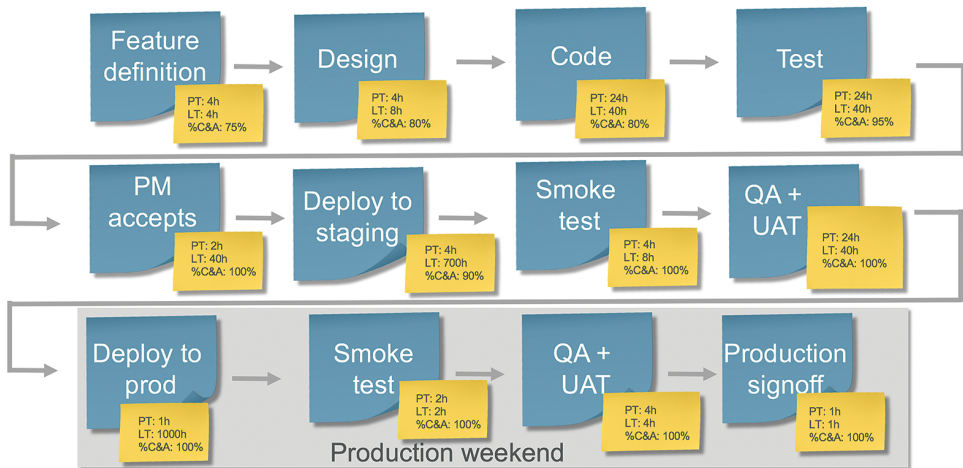 Feature
definition
PT: 4h
LT: 4h
%C&A: 75%
Design
PT: 4h
LT: 8h
%C&A: 80%
Code
PT: 24h
LT: 40h
%C&A: 80%
Test
PT: 24h
LT: 40h
%C&A: 95%
PM
accepts
PT: 2h
LT: 40h
%C&A: 100%
Deploy to
staging
PT: 4h
LT: 700h
%C&A: 90%
Smoke
test
PT: 4h
LT: 8h
%C&A: 100%
QA +
UAT
PT: 24h
LT: 40h
%C&A: 100%
Deploy to
prod
PT: 1h
LT: 1000h
%C&A: 100%
Smoke
test
PT: 2h
LT: 2h
%C&A: 100%
QA +
UAT
PT: 4h
LT: 4h
%C&A: 100%
Production
signoff
PT: 1h
LT: 1h
%C&A: 100%
Production weekend